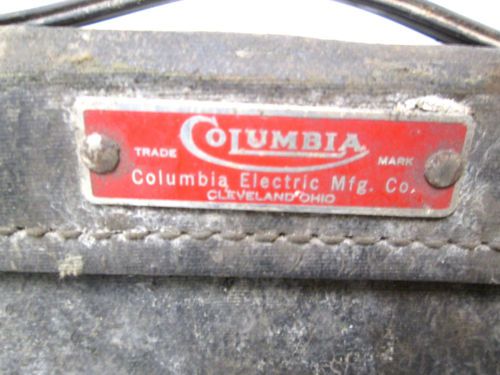 COLUMBIA
TRADE MARK
Columbia Electric Mfg. Co.
CLEVELAND OHIO